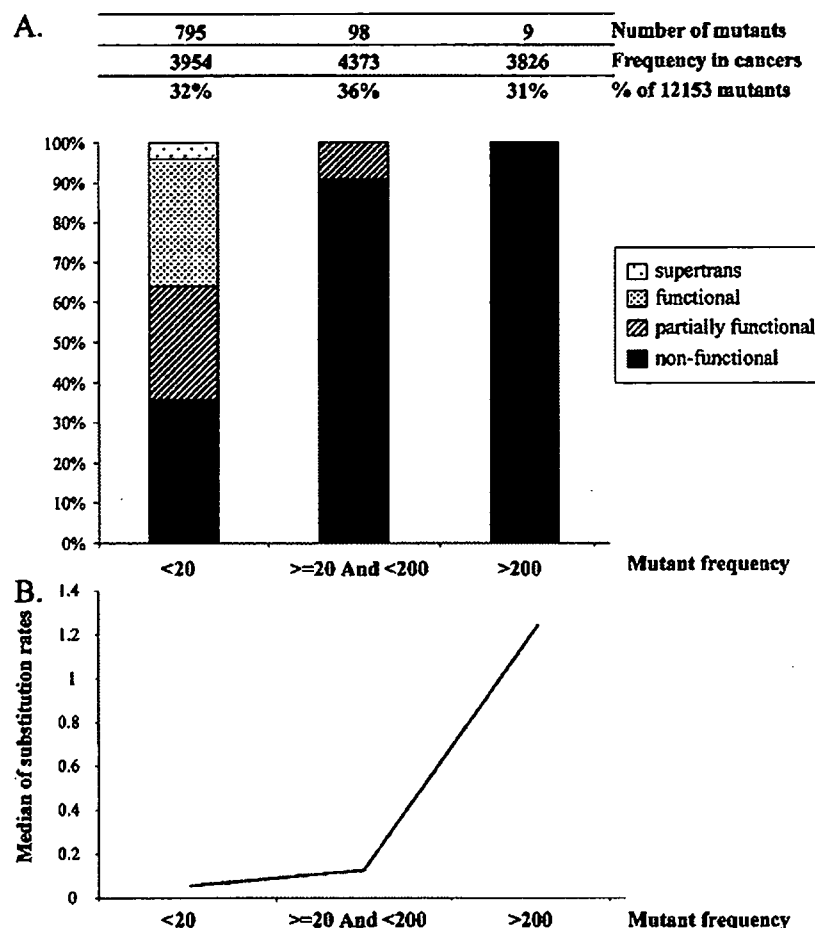 A.
795 98 9 Number of mutants
3954 4373 3826 Frequency in cancers
32% 36% 31% % of 12153 mutants
100%
90%
80%
70%
60%
50%
40%
30%
20%
10%
0%
supertrans
functional
partially functional
non-functional
<20 >=20 And <200 >200 Mutant frequency
B.
Median of substitution rates
1.4
1.2
1
0.8
0.6
0.4
0.2
0
<20 >=20 And <200 >200 Mutant frequency